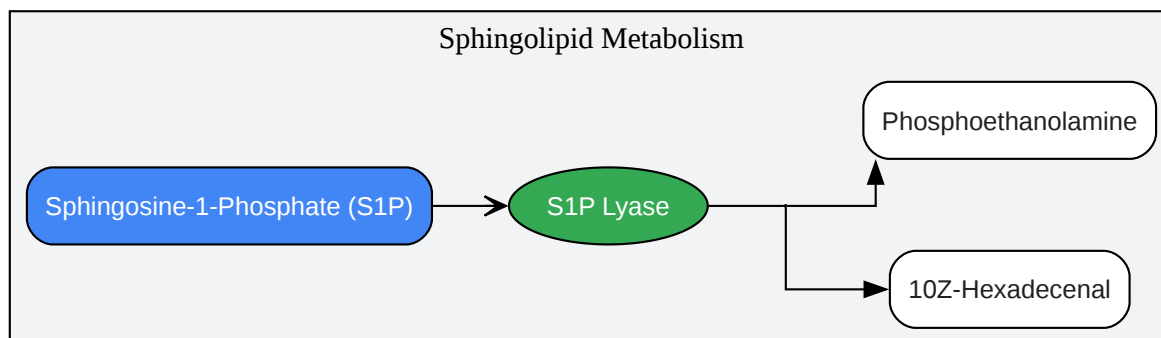 Sphingolipid Metabolism
Phosphoethanolamine
Sphingosine-1-Phosphate (S1P)
S1P Lyase
10Z-Hexadecenal